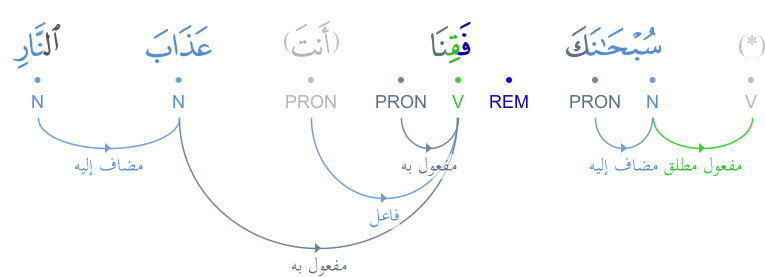 (*) سُبْحَـٰنَكَ فَقِنَا (أَنتَ) عَذَابَ ٱلنَّارِ
V N PRON REM V PRON PRON N N
مفعول مطلق مضاف إليه مفعول به مضاف إليه
فاعل
مفعول به